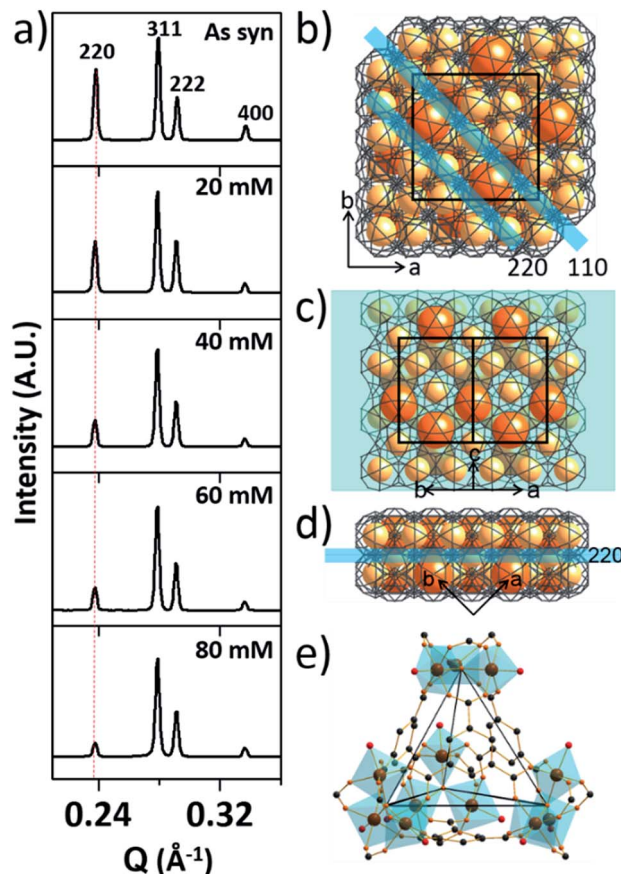 a)
As syn
220
311
222
400
20 mM
40 mM
60 mM
80 mM
Intensity (A.U.)
0.24
0.32
Q (Å⁻¹)
b)
b
a
220
110
c)
c
b
a
d)
220
b
a
e)